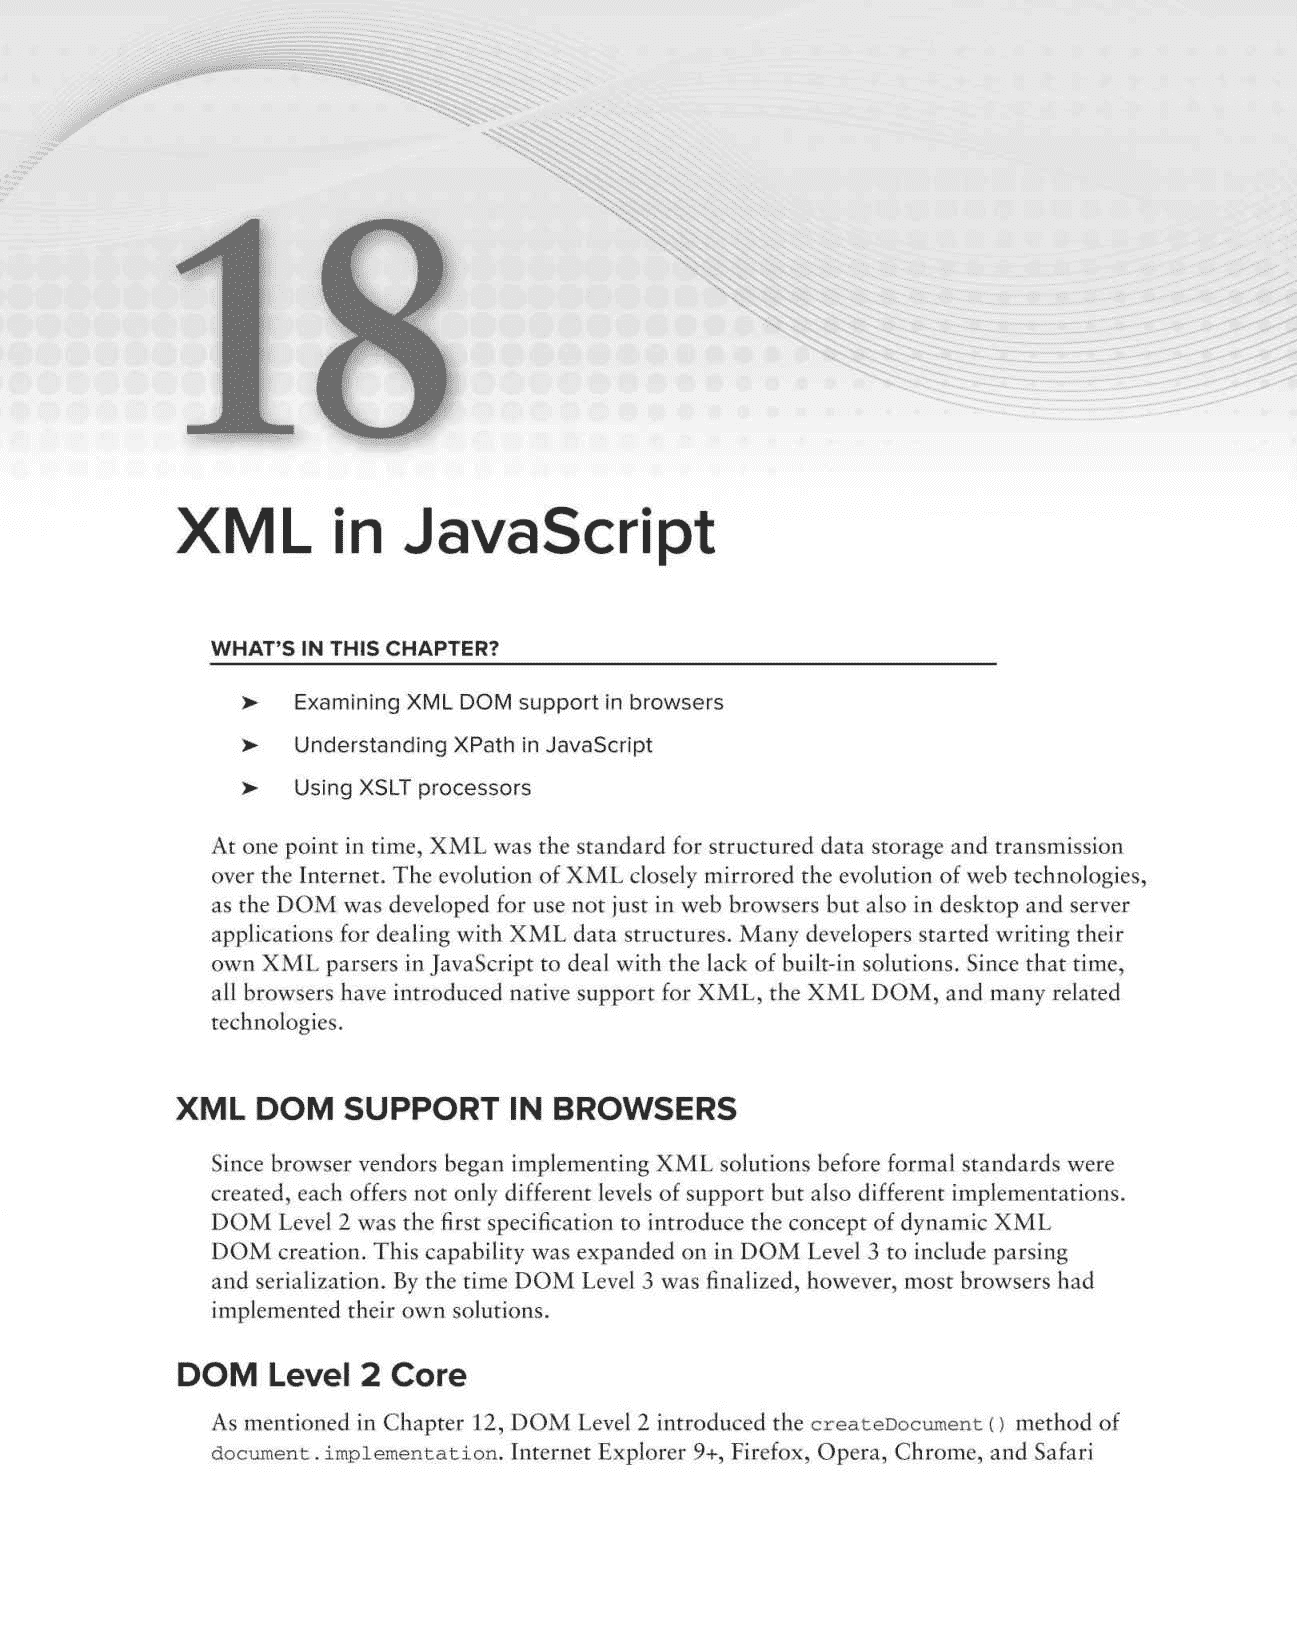 18
XML in JavaScript
WHAT'S IN THIS CHAPTER?
➤ Examining XML DOM support in browsers
➤ Understanding XPath in JavaScript
➤ Using XSLT processors
At one point in time, XML was the standard for structured data storage and transmission
over the Internet. The evolution of XML closely mirrored the evolution of web technologies,
as the DOM was developed for use not just in web browsers but also in desktop and server
applications for dealing with XML data structures. Many developers started writing their
own XML parsers in JavaScript to deal with the lack of built-in solutions. Since that time,
all browsers have introduced native support for XML, the XML DOM, and many related
technologies.
XML DOM SUPPORT IN BROWSERS
Since browser vendors began implementing XML solutions before formal standards were
created, each offers not only different levels of support but also different implementations.
DOM Level 2 was the first specification to introduce the concept of dynamic XML
DOM creation. This capability was expanded on in DOM Level 3 to include parsing
and serialization. By the time DOM Level 3 was finalized, however, most browsers had
implemented their own solutions.
DOM Level 2 Core
As mentioned in Chapter 12, DOM Level 2 introduced the createDocument() method of
document.implementation. Internet Explorer 9+, Firefox, Opera, Chrome, and Safari